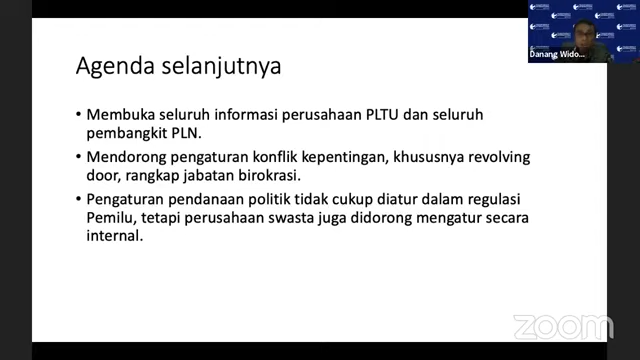 Agenda selanjutnya
• Membuka seluruh informasi perusahaan PLTU dan seluruh
pembangkit PLN.
• Mendorong pengaturan konflik kepentingan, khususnya revolving
door, rangkap jabatan birokrasi.
• Pengaturan pendanaan politik tidak cukup diatur dalam regulasi
Pemilu, tetapi perusahaan swasta juga didorong mengatur secara
internal.
Danang Wido...
zoom